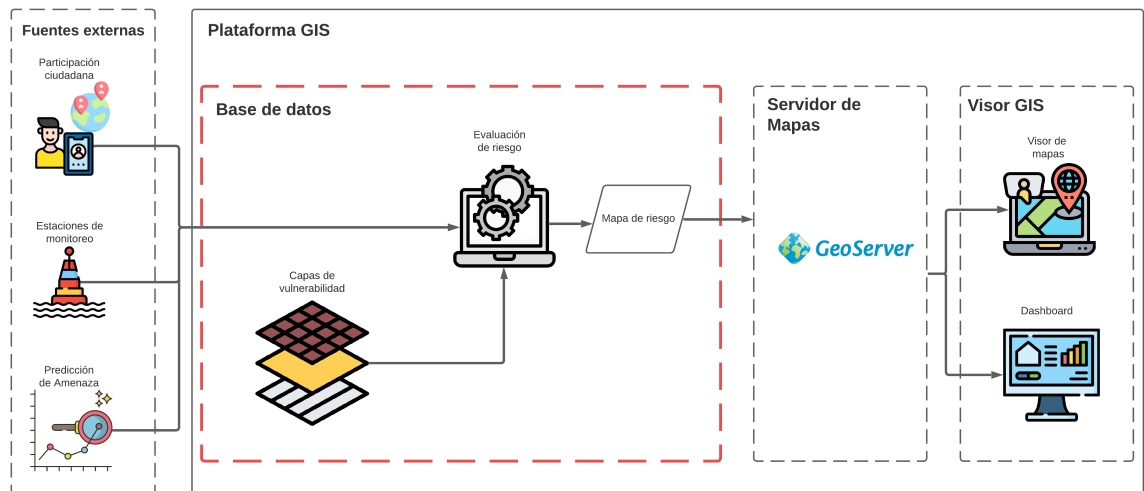 Fuentes externas
Participación
ciudadana
Estaciones de
monitoreo
Predicción
de Amenaza
Plataforma GIS
Base de datos
Evaluación
de riesgo
Mapa de riesgo
Capas de
vulnerabilidad
Servidor de
Mapas
GeoServer
Visor GIS
Visor de
mapas
Dashboard